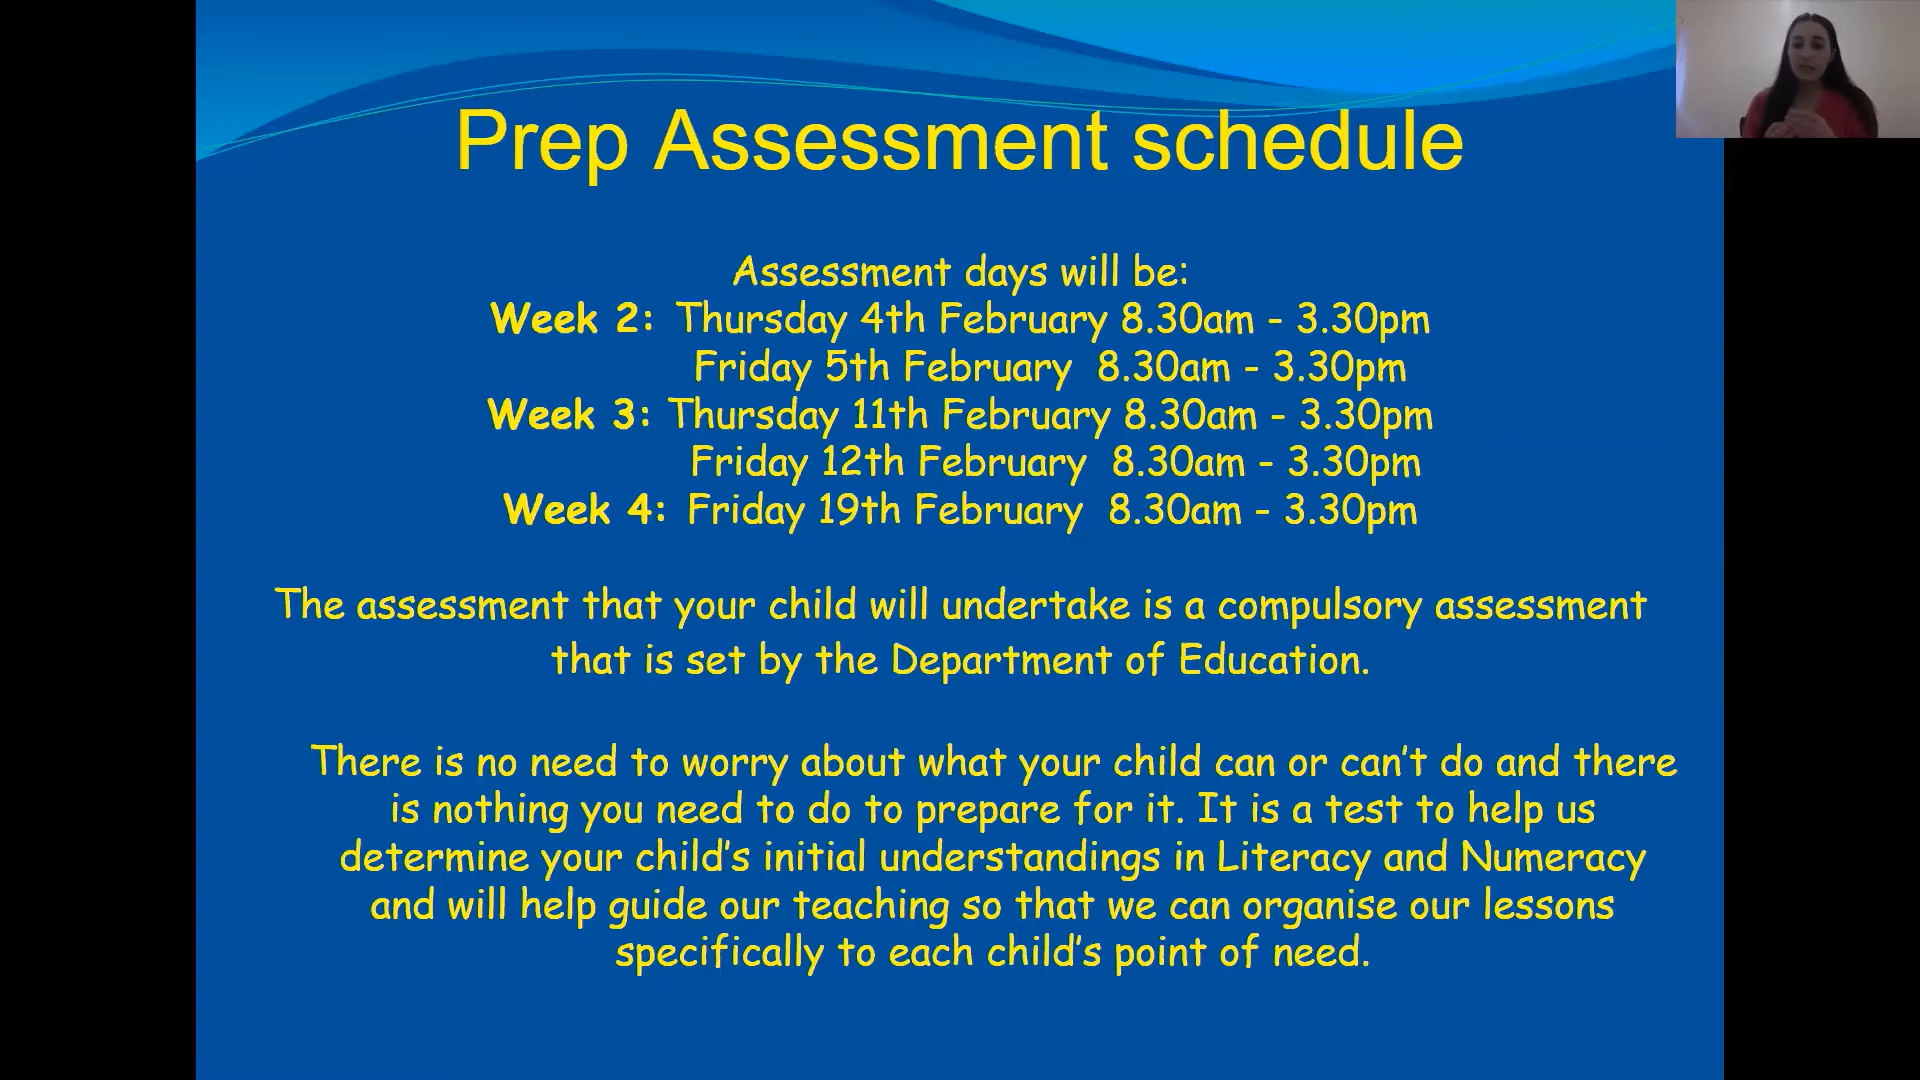 Prep Assessment schedule
Assessment days will be:
Week 2: Thursday 4th February 8.30am - 3.30pm
Friday 5th February 8.30am - 3.30pm
Week 3: Thursday 11th February 8.30am - 3.30pm
Friday 12th February 8.30am - 3.30pm
Week 4: Friday 19th February 8.30am - 3.30pm
The assessment that your child will undertake is a compulsory assessment
that is set by the Department of Education.
There is no need to worry about what your child can or can't do and there
is nothing you need to do to prepare for it. It is a test to help us
determine your child's initial understandings in Literacy and Numeracy
and will help guide our teaching so that we can organise our lessons
specifically to each child's point of need.